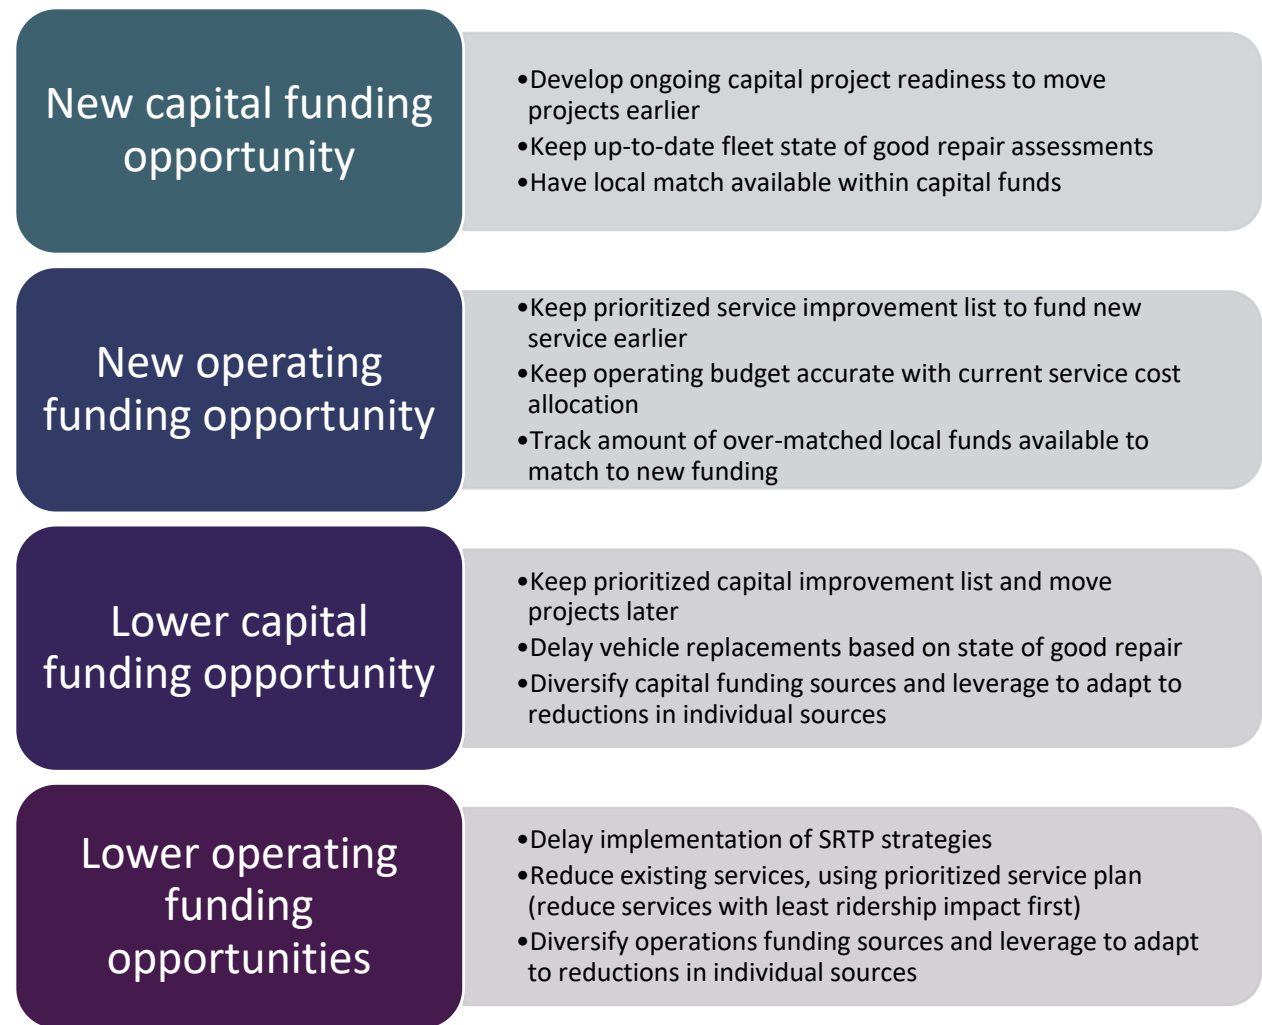 New capital funding
opportunity
•Develop ongoing capital project readiness to move
projects earlier
•Keep up-to-date fleet state of good repair assessments
•Have local match available within capital funds
New operating
funding opportunity
•Keep prioritized service improvement list to fund new
service earlier
•Keep operating budget accurate with current service cost
allocation
•Track amount of over-matched local funds available to
match to new funding
Lower capital
funding opportunity
•Keep prioritized capital improvement list and move
projects later
•Delay vehicle replacements based on state of good repair
•Diversify capital funding sources and leverage to adapt to
reductions in individual sources
Lower operating
funding
opportunities
•Delay implementation of SRTP strategies
•Reduce existing services, using prioritized service plan
(reduce services with least ridership impact first)
•Diversify operations funding sources and leverage to adapt
to reductions in individual sources